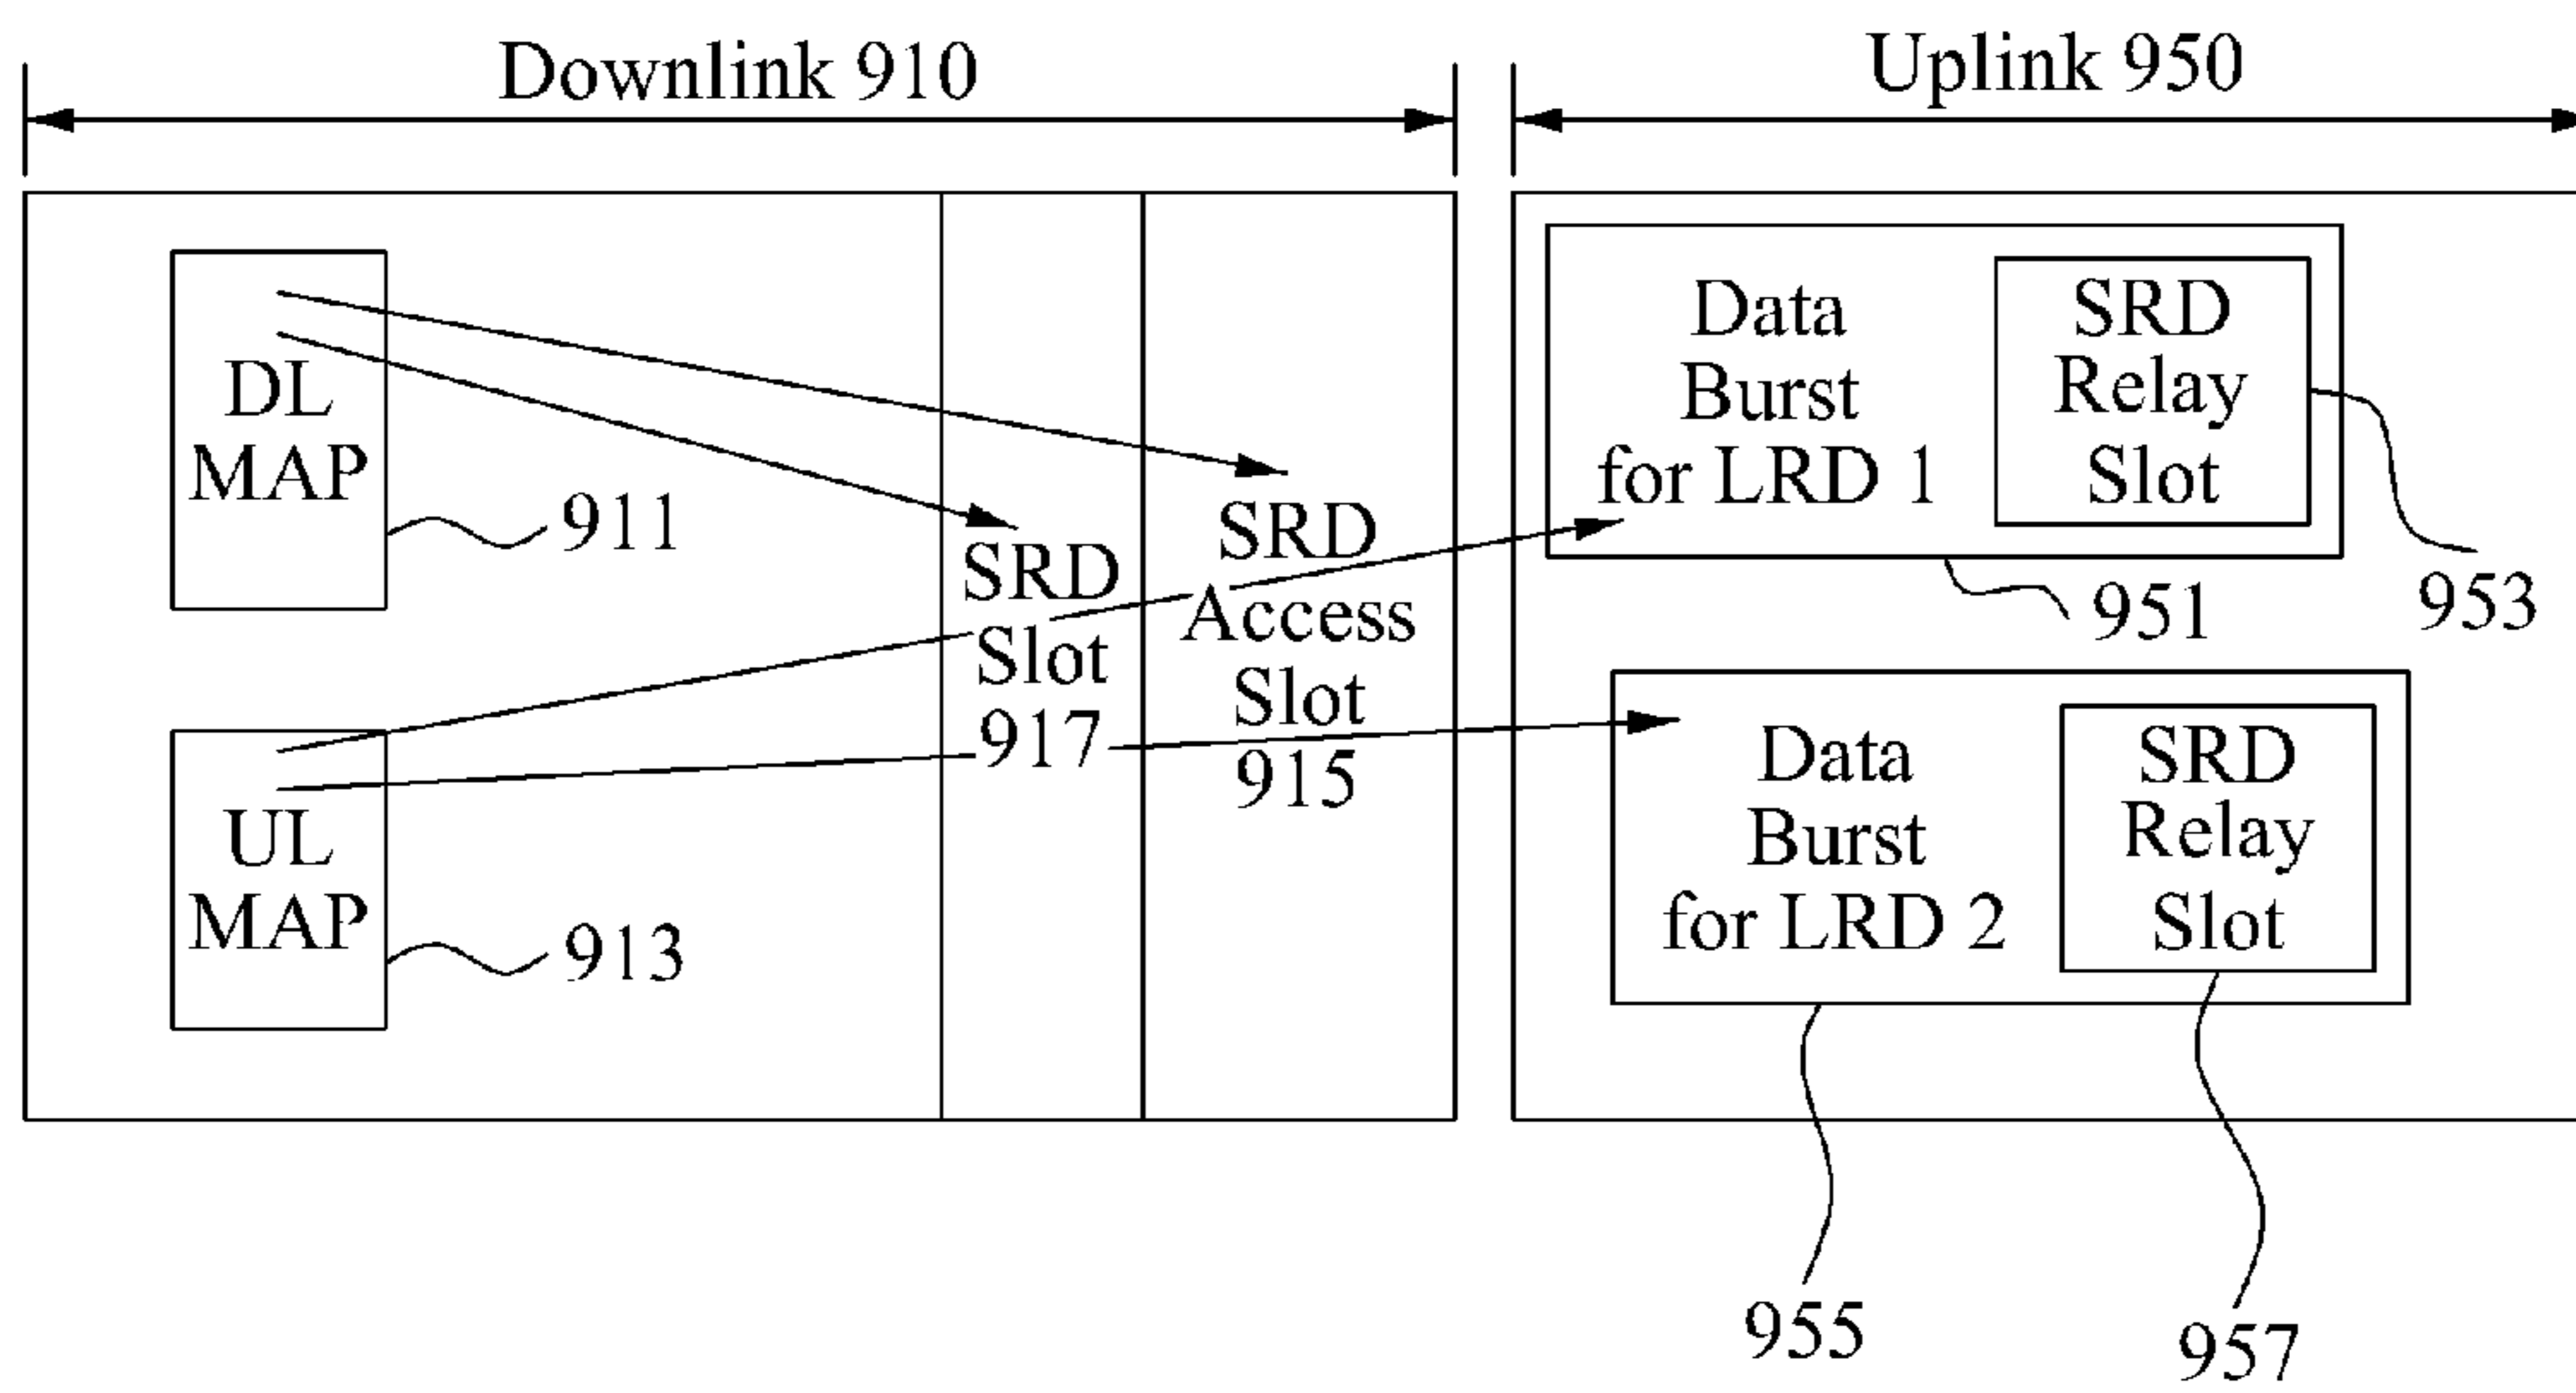 Downlink 910
Uplink 950
DL
MAP
911
UL
MAP
913
SRD
Slot
917
SRD
Access
Slot
915
Data
Burst
for LRD 1
SRD
Relay
Slot
951
953
Data
Burst
for LRD 2
SRD
Relay
Slot
955
957